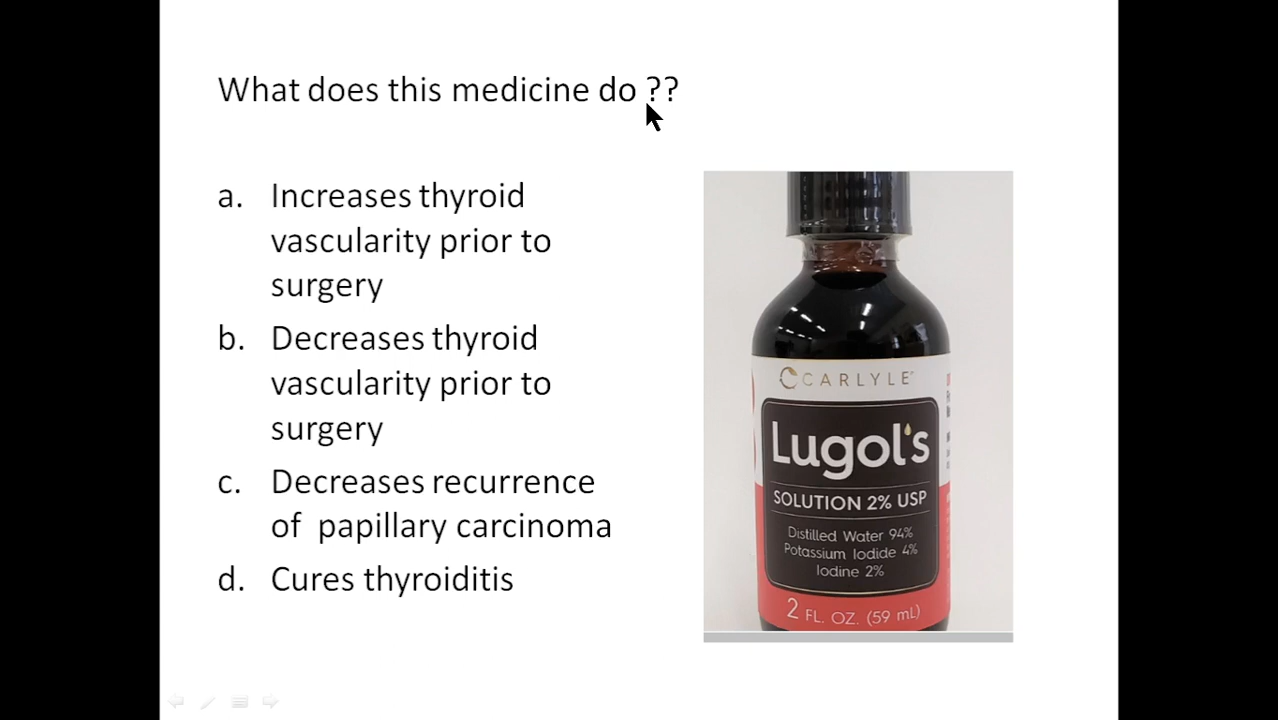 What does this medicine do ??
a. Increases thyroid
vascularity prior to
surgery
b. Decreases thyroid
vascularity prior to
surgery
c. Decreases recurrence
of papillary carcinoma
d. Cures thyroiditis
CARLYLE
Lugol's
SOLUTION 2% USP
Distilled Water 94%
Potassium Iodide 4%
Iodine 2%
2 FL. OZ. (59 mL)